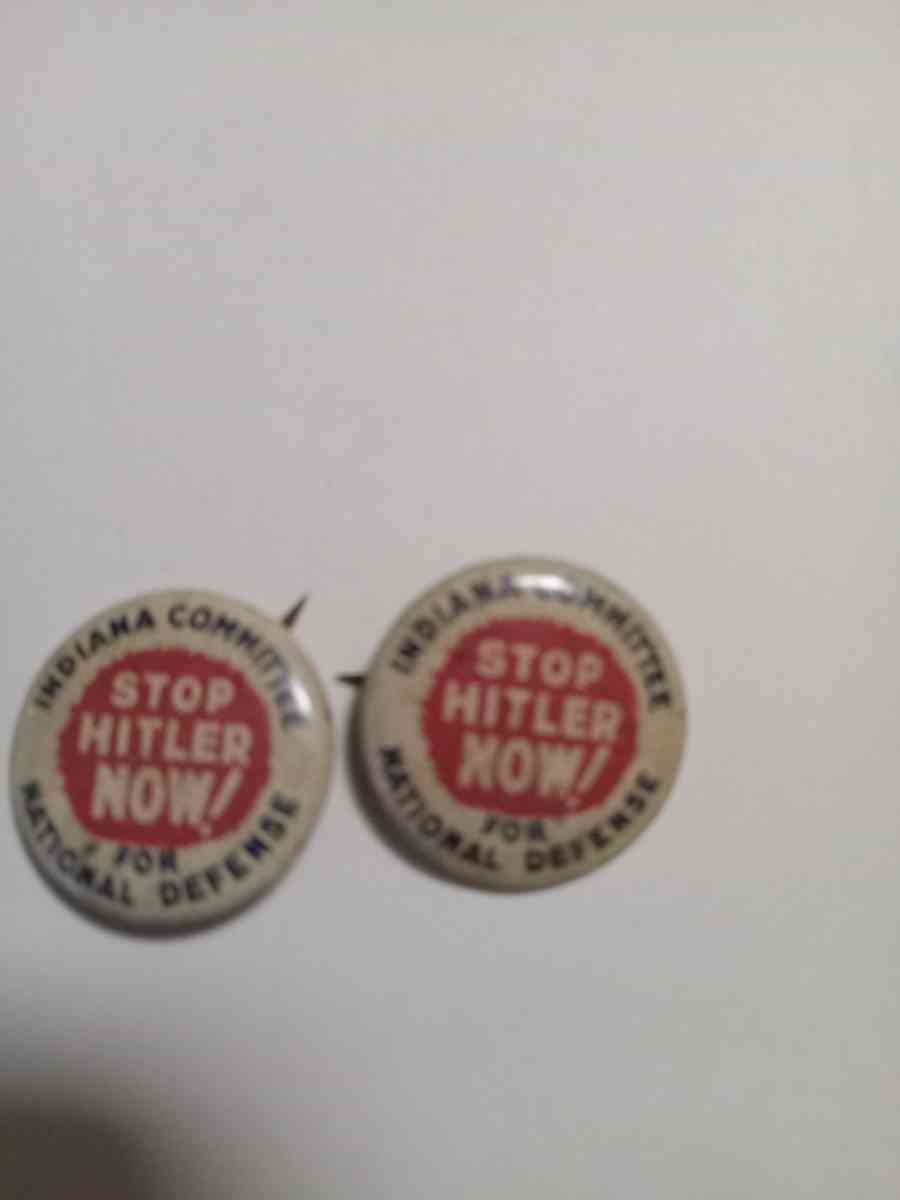 INDIANA COMMITTEE
STOP
HITLER
NOW!
FOR
NATIONAL DEFENSE
INDIANA COMMITTEE
STOP
HITLER
NOW!
FOR
NATIONAL DEFENSE